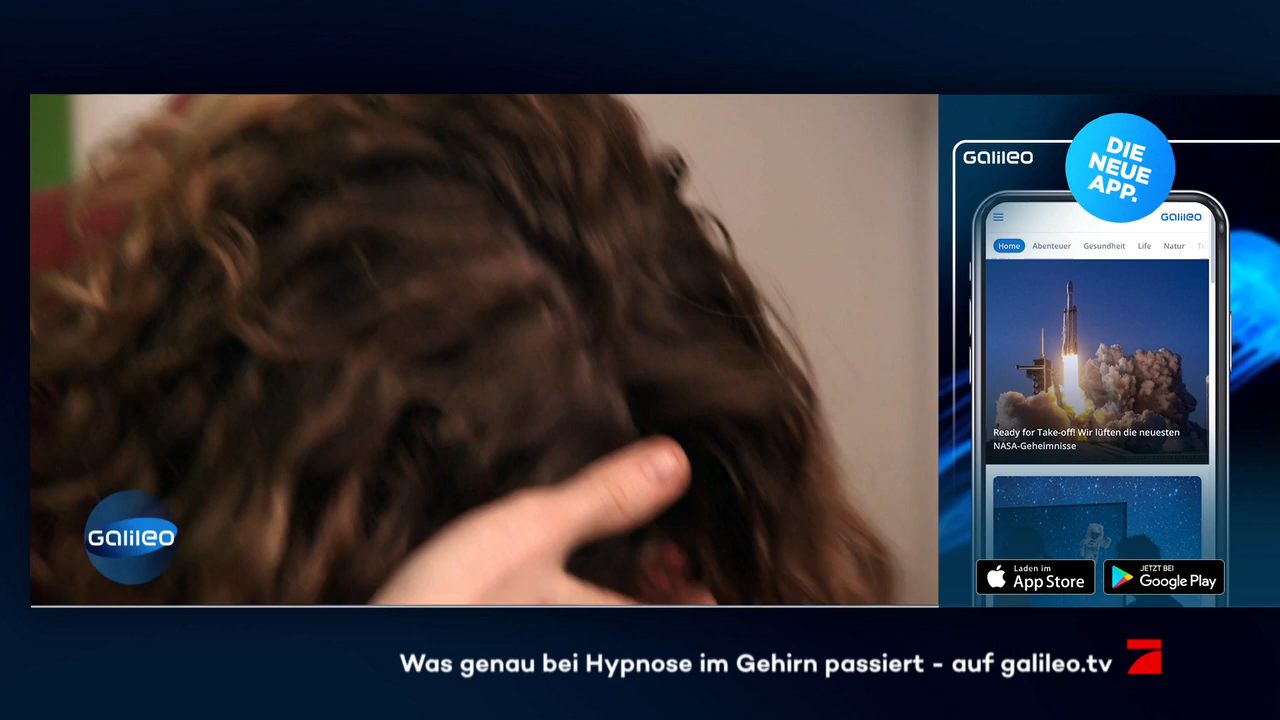 GALILEO
DIE
NEUE
APP.
GALILEO
Home Abenteuer Gesundheit Life Natur
Ready for Take-off! Wir lüften die neuesten
NASA-Geheimnisse
GALILEO
Laden im
App Store
JETZT BEI
Google Play
Was genau bei Hypnose im Gehirn passiert - auf galileo.tv